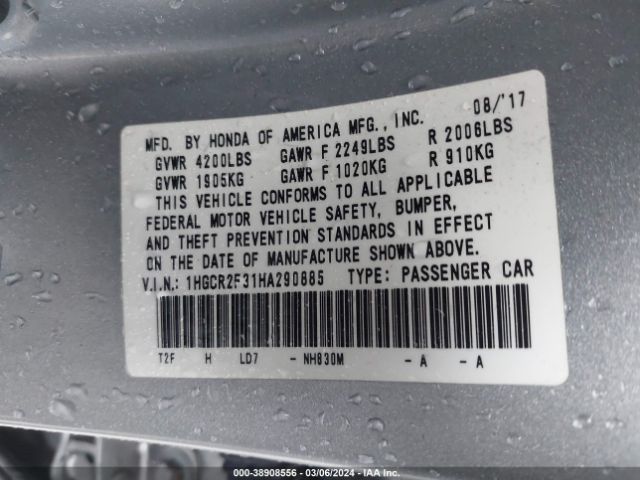 MFD. BY HONDA OF AMERICA MFG., INC. 08/'17
GVWR 4200LBS GAWR F 2249LBS R 2006LBS
GVWR 1905KG GAWR F 1020KG R 910KG
THIS VEHICLE CONFORMS TO ALL APPLICABLE
FEDERAL MOTOR VEHICLE SAFETY, BUMPER,
AND THEFT PREVENTION STANDARDS IN EFFECT
ON THE DATE OF MANUFACTURE SHOWN ABOVE.
V.I.N.: 1HGCR2F31HA290885 TYPE: PASSENGER CAR
T2F H LD7 - NH830M - A - A
000-38908556 - 03/06/2024 - IAA Inc.